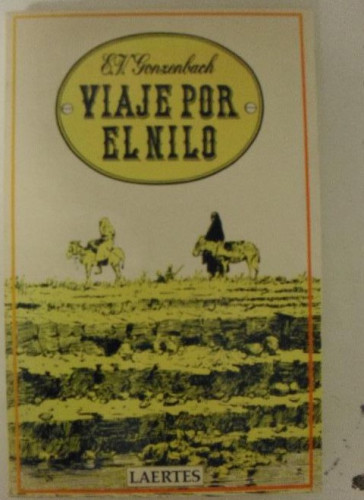 E.V. Gonzenbach
VIAJE POR
EL NILO
LAERTES